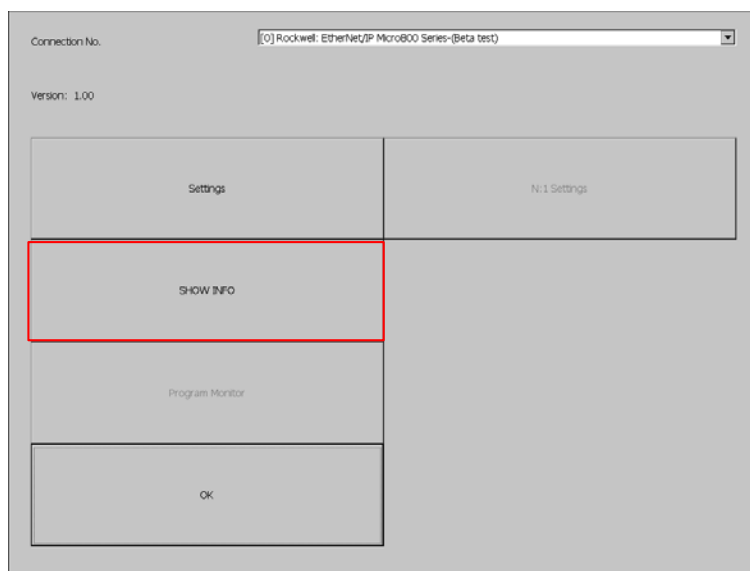 Connection No.
[0] Rockwell: EtherNet/IP Micro800 Series-(Beta test)
Version: 1.00
Settings
N:1 Settings
SHOW INFO
Program Monitor
OK